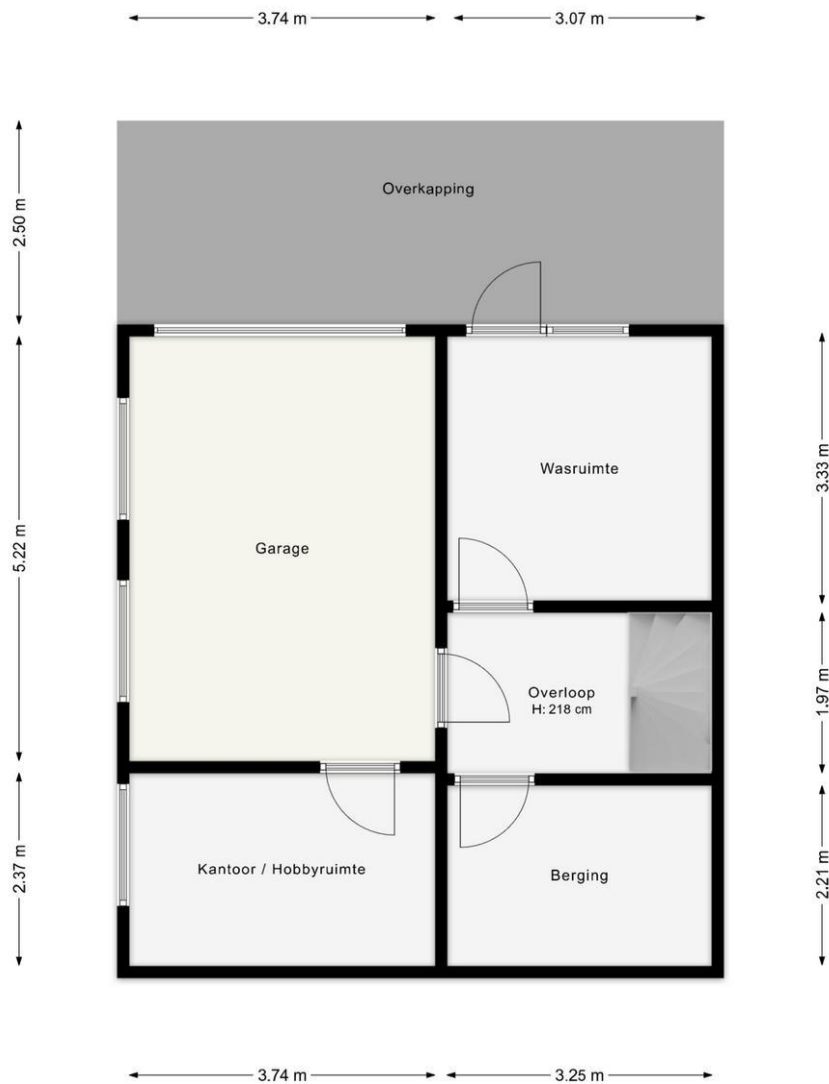 3.74 m
3.07 m
2.50 m
Overkapping
5.22 m
3.33 m
Wasruimte
Garage
1.97 m
Overloop
H: 218 cm
2.37 m
Kantoor / Hobbyruimte
Berging
2.21 m
3.74 m
3.25 m